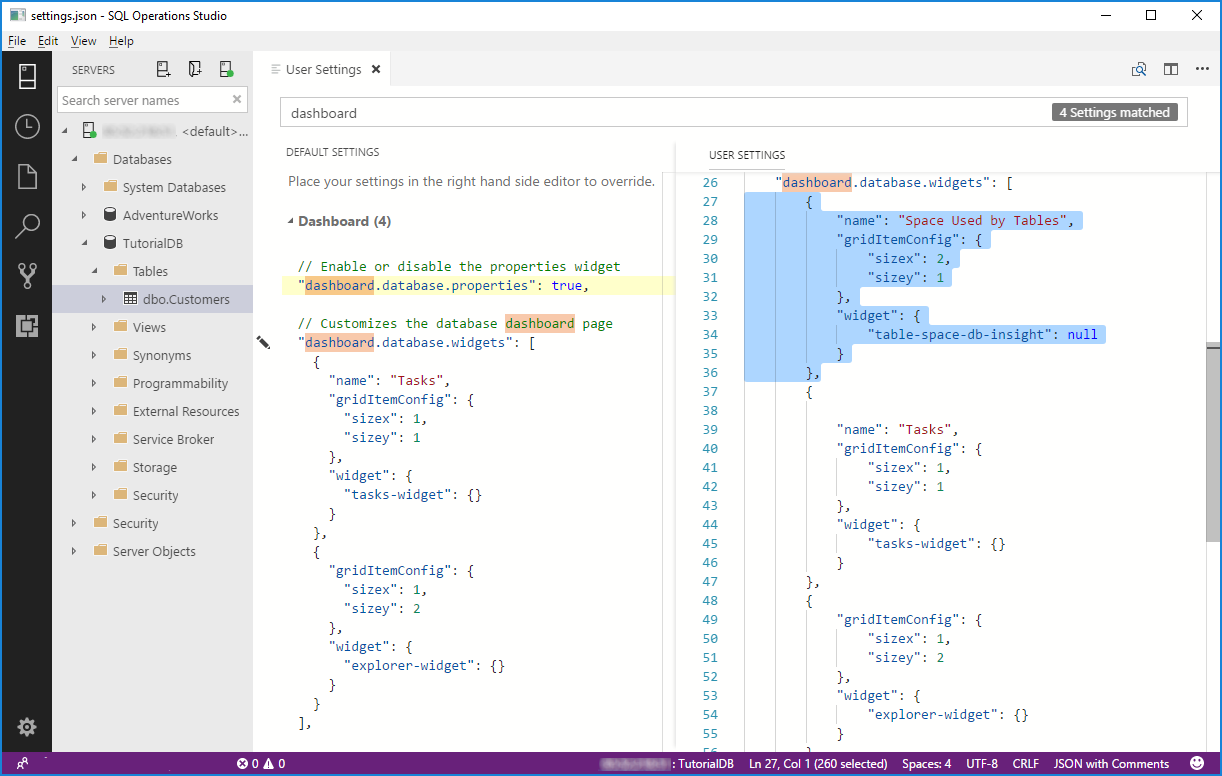 settings.json - SQL Operations Studio
File Edit View Help
SERVERS
Search server names
<default>...
Databases
System Databases
AdventureWorks
TutorialDB
Tables
dbo.Customers
Views
Synonyms
Programmability
External Resources
Service Broker
Storage
Security
Security
Server Objects
User Settings
dashboard
4 Settings matched
DEFAULT SETTINGS
Place your settings in the right hand side editor to override.
Dashboard (4)
// Enable or disable the properties widget
"dashboard.database.properties": true,
// Customizes the database dashboard page
"dashboard.database.widgets": [
{
"name": "Tasks",
"gridItemConfig": {
"sizex": 1,
"sizey": 1
},
"widget": {
"tasks-widget": {}
}
},
{
"gridItemConfig": {
"sizex": 1,
"sizey": 2
},
"widget": {
"explorer-widget": {}
}
}
],
USER SETTINGS
26 "dashboard.database.widgets": [
27 {
28 "name": "Space Used by Tables",
29 "gridItemConfig": {
30 "sizex": 2,
31 "sizey": 1
32 },
33 "widget": {
34 "table-space-db-insight": null
35 }
36 },
37 {
38
39 "name": "Tasks",
40 "gridItemConfig": {
41 "sizex": 1,
42 "sizey": 1
43 },
44 "widget": {
45 "tasks-widget": {}
46 }
47 },
48 {
49 "gridItemConfig": {
50 "sizex": 1,
51 "sizey": 2
52 },
53 "widget": {
54 "explorer-widget": {}
55 }
56 }
0 0
: TutorialDB Ln 27, Col 1 (260 selected) Spaces: 4 UTF-8 CRLF JSON with Comments